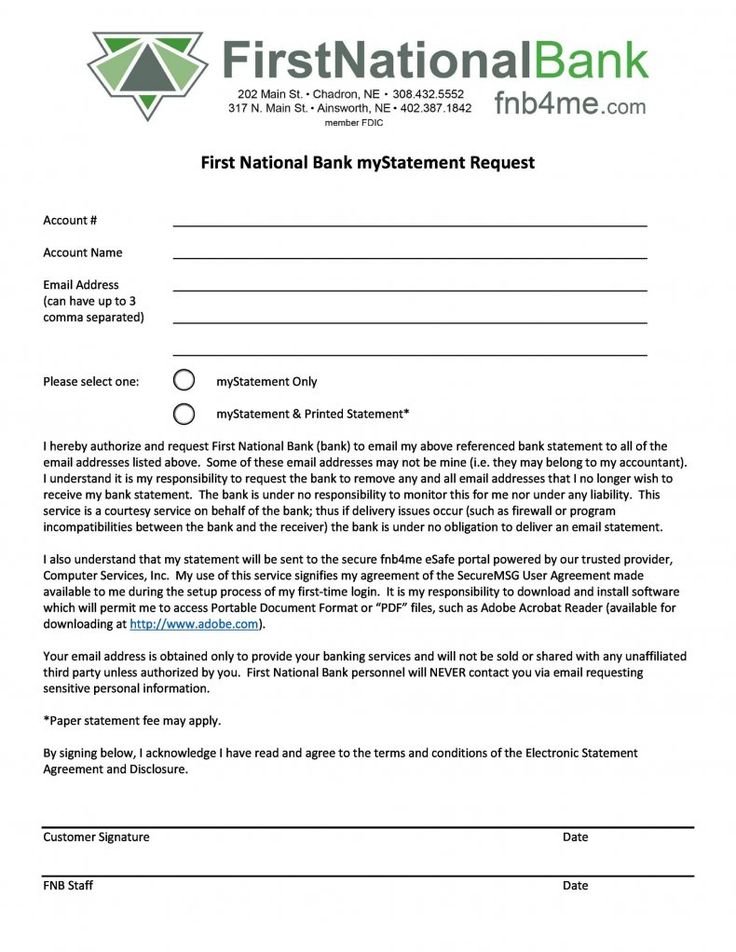 FirstNationalBank
202 Main St. • Chadron, NE • 308.432.5552
317 N. Main St. • Ainsworth, NE • 402.387.1842
fnb4me.com
member FDIC
First National Bank myStatement Request
Account #
Account Name
Email Address
(can have up to 3
comma separated)
Please select one:
myStatement Only
myStatement & Printed Statement*
I hereby authorize and request First National Bank (bank) to email my above referenced bank statement to all of the
email addresses listed above. Some of these email addresses may not be mine (i.e. they may belong to my accountant).
I understand it is my responsibility to request the bank to remove any and all email addresses that I no longer wish to
receive my bank statement. The bank is under no responsibility to monitor this for me nor under any liability. This
service is a courtesy service on behalf of the bank; thus if delivery issues occur (such as firewall or program
incompatibilities between the bank and the receiver) the bank is under no obligation to deliver an email statement.
I also understand that my statement will be sent to the secure fnb4me eSafe portal powered by our trusted provider,
Computer Services, Inc. My use of this service signifies my agreement of the SecureMSG User Agreement made
available to me during the setup process of my first-time login. It is my responsibility to download and install software
which will permit me to access Portable Document Format or “PDF” files, such as Adobe Acrobat Reader (available for
downloading at http://www.adobe.com).
Your email address is obtained only to provide your banking services and will not be sold or shared with any unaffiliated
third party unless authorized by you. First National Bank personnel will NEVER contact you via email requesting
sensitive personal information.
*Paper statement fee may apply.
By signing below, I acknowledge I have read and agree to the terms and conditions of the Electronic Statement
Agreement and Disclosure.
Customer Signature Date
FNB Staff Date